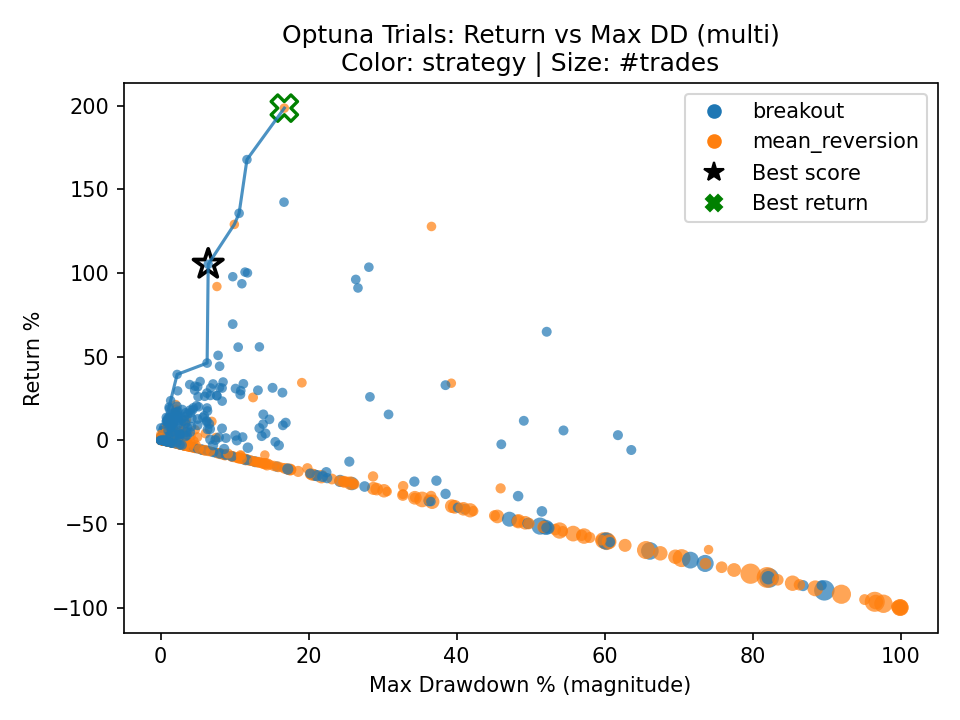 Optuna Trials: Return vs Max DD (multi)
Color: strategy | Size: #trades
breakout
mean_reversion
Best score
Best return
Return %
200
150
100
50
0
−50
−100
0
20
40
60
80
100
Max Drawdown % (magnitude)